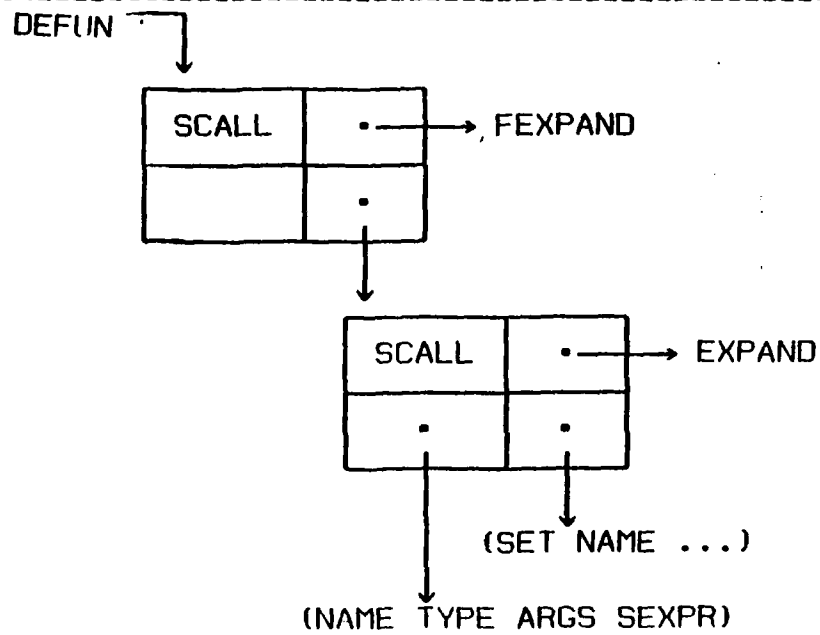 DEFUN
SCALL
FEXPAND
SCALL
EXPAND
(SET NAME ...)
(NAME TYPE ARGS SEXPR)